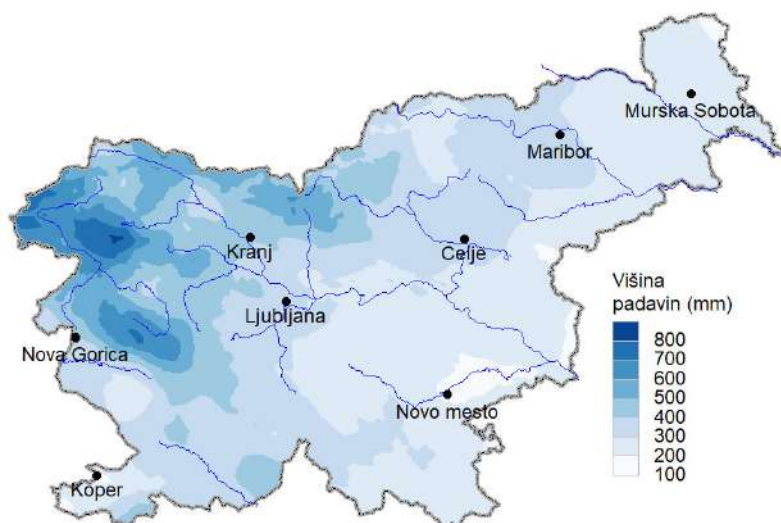 Murska Sobota
Maribor
Kranj
Celje
Ljubljana
Nova Gorica
Novo mesto
Koper
Višina
padavin (mm)
800
700
600
500
400
300
200
100